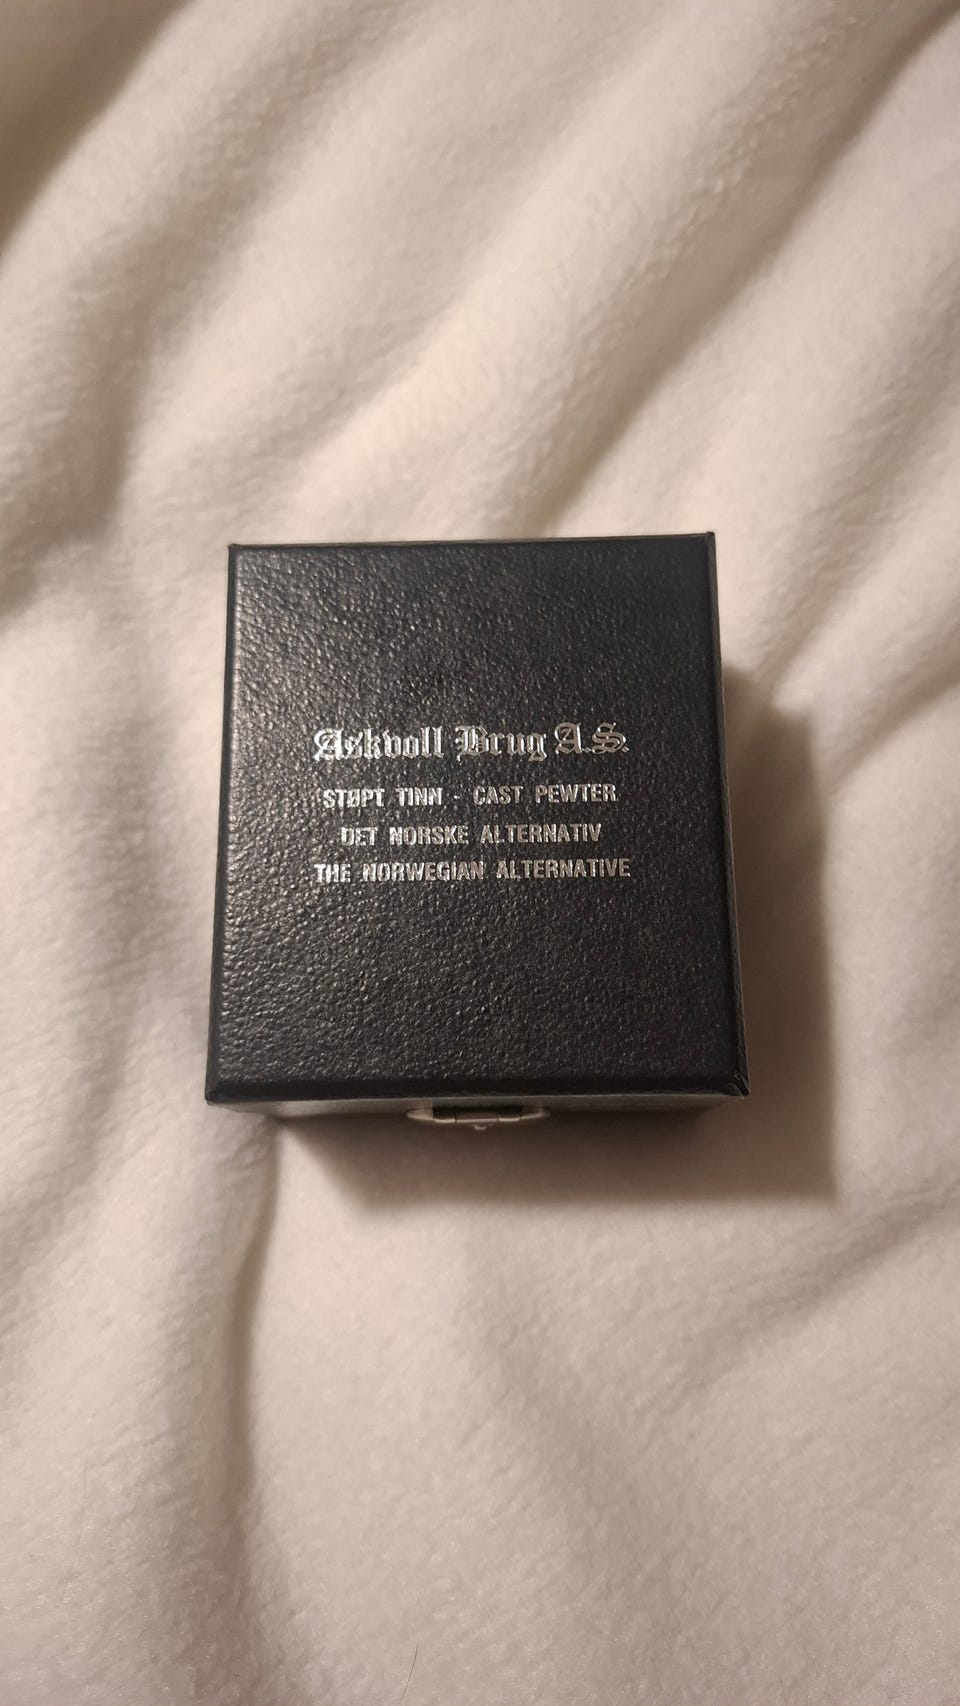 Askvoll Brug A.S.
STØPT TINN - CAST PEWTER
DET NORSKE ALTERNATIV
THE NORWEGIAN ALTERNATIVE